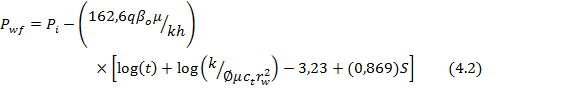 P_wf = P_i − (162,6qβ_oμ/kh)
× [log(t) + log(k/∅μc_t r_w^2) − 3,23 + (0,869)S] (4.2)